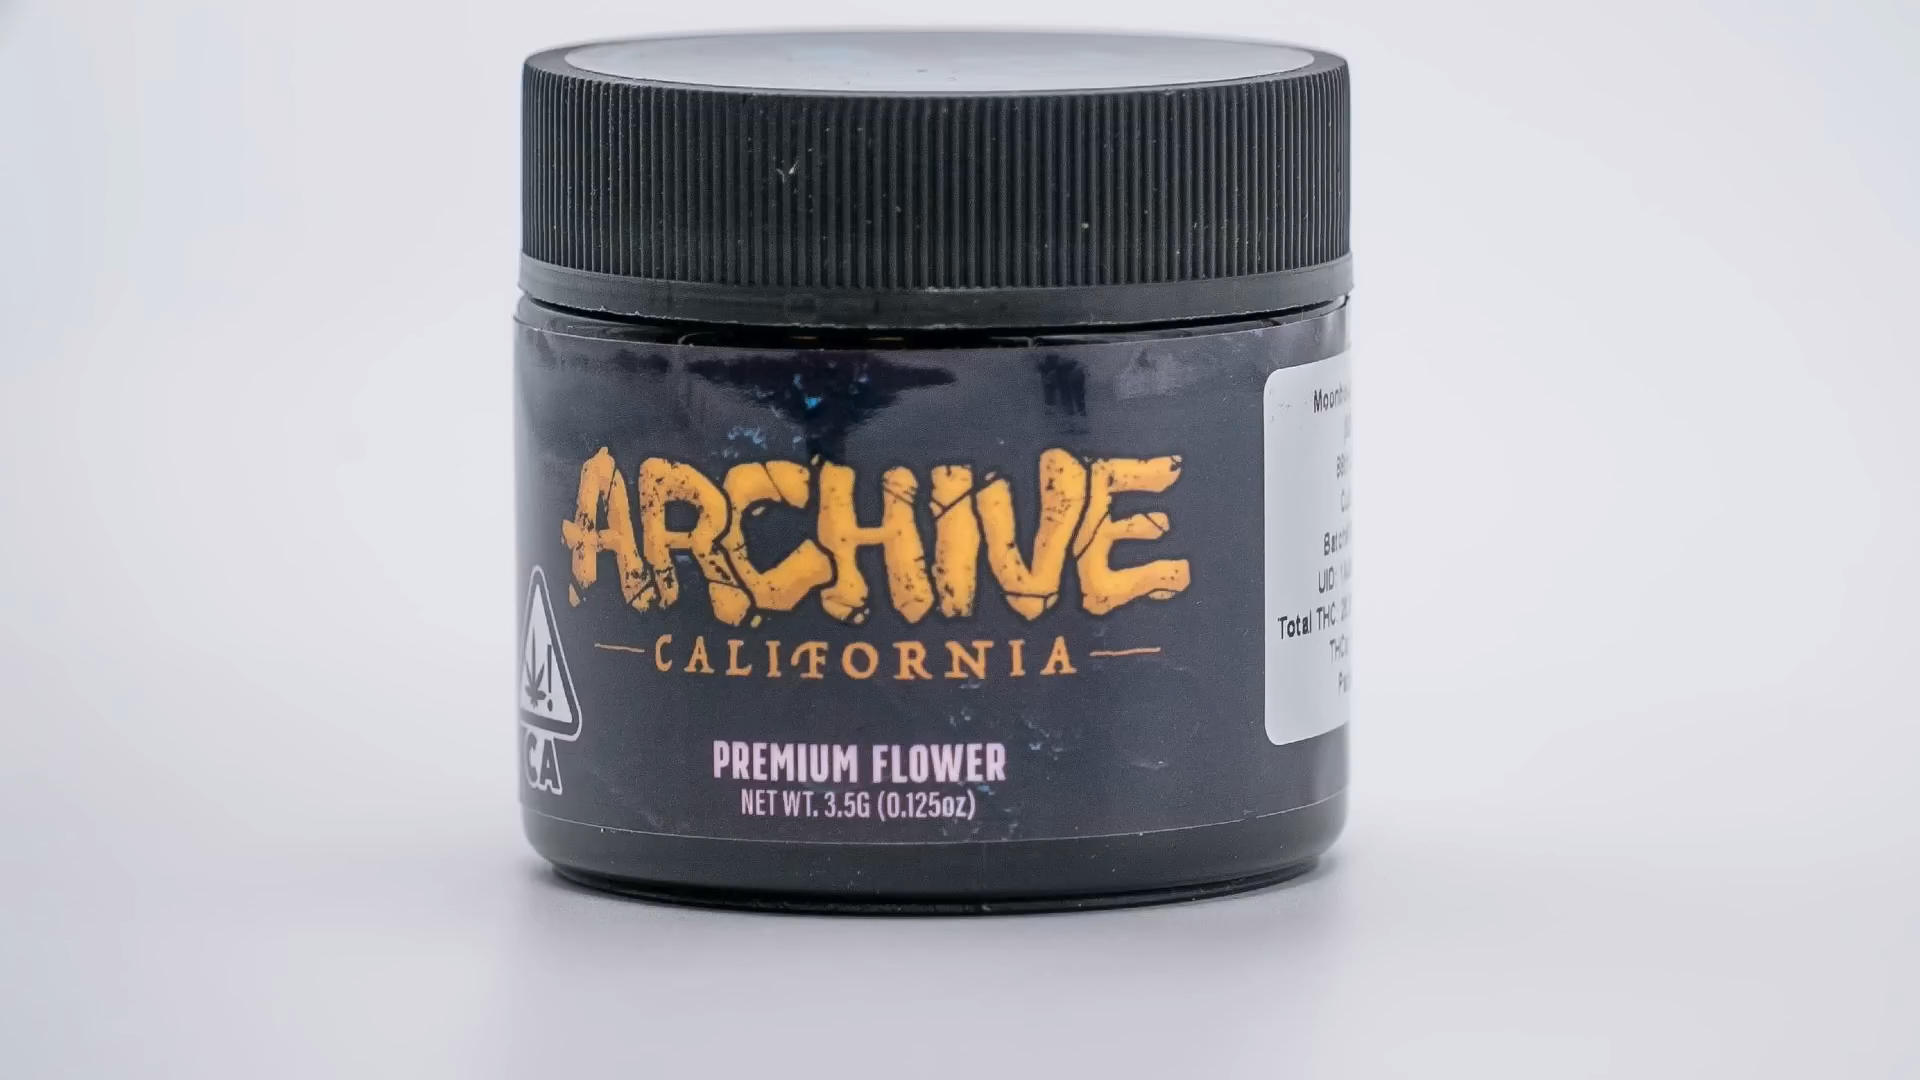 ARCHIVE
CALIFORNIA
PREMIUM FLOWER
NET WT. 3.5G (0.125oz)
CA
UID:
Total THC: